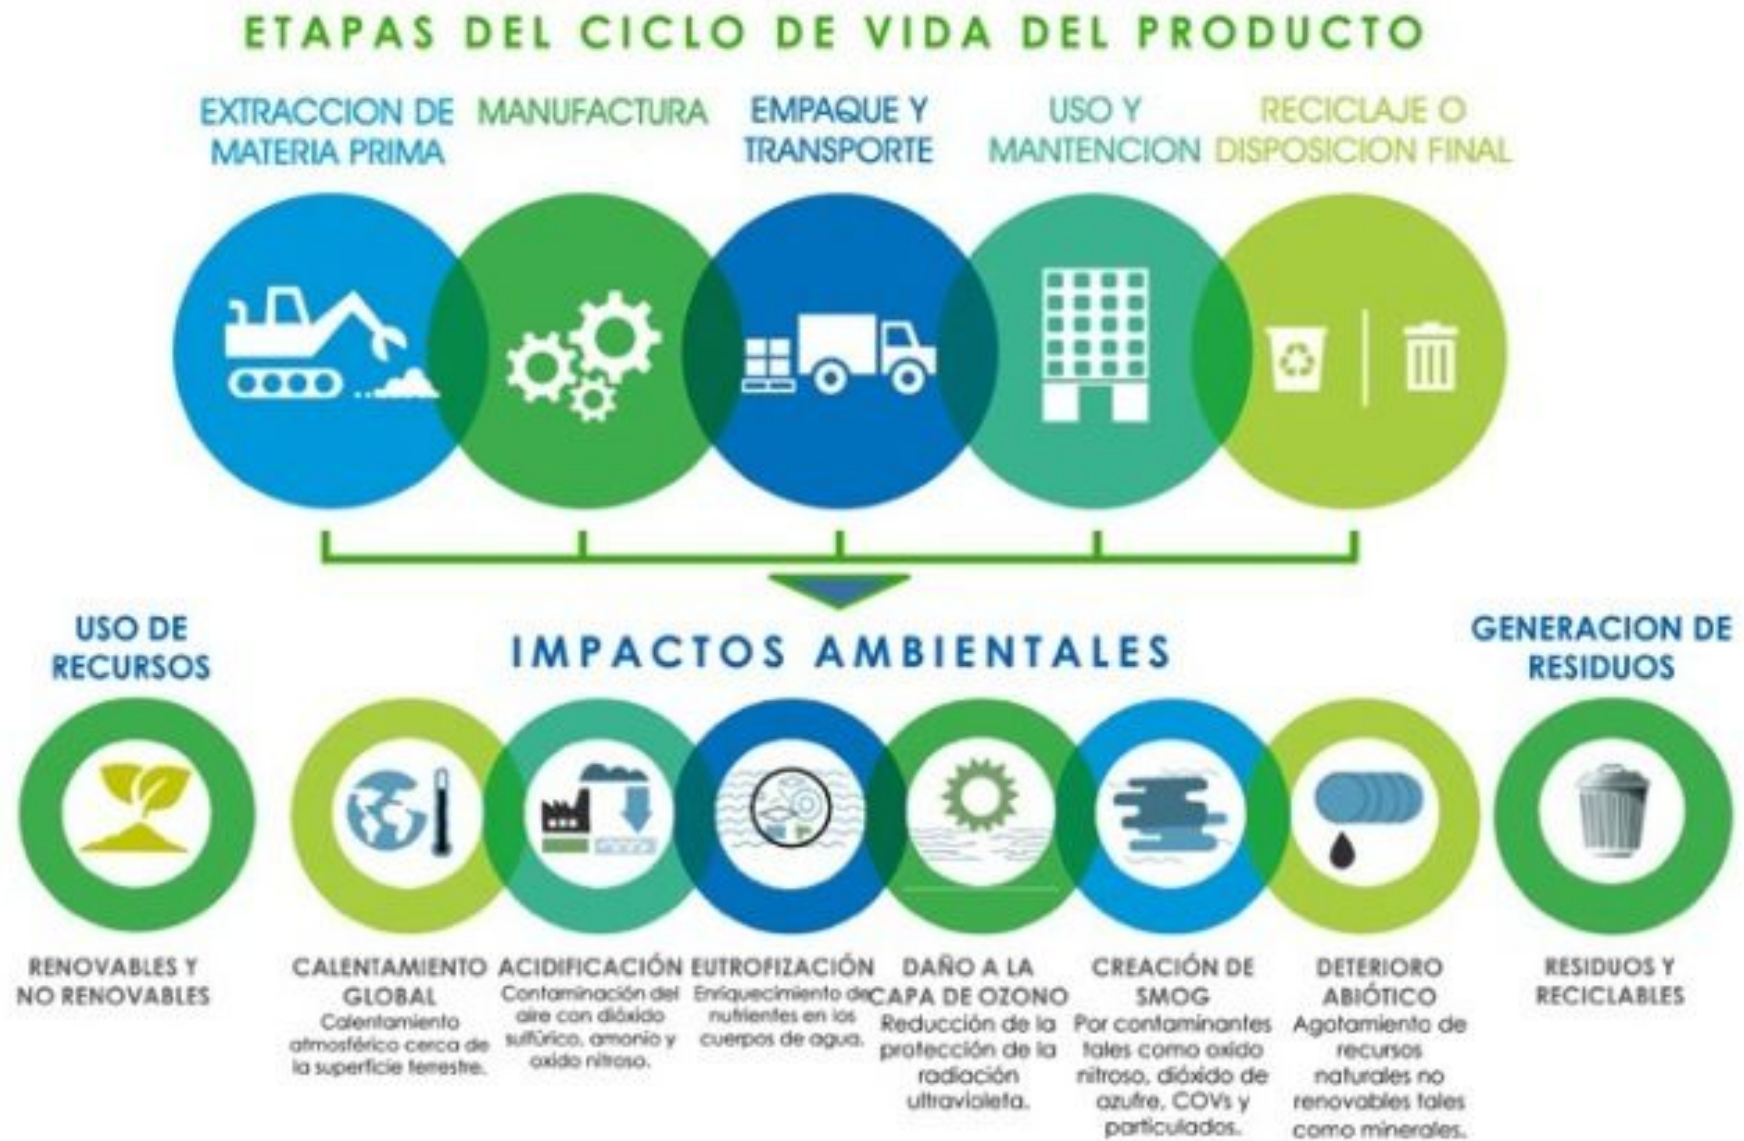 ETAPAS DEL CICLO DE VIDA DEL PRODUCTO
EXTRACCION DE
MATERIA PRIMA
MANUFACTURA
EMPAQUE Y
TRANSPORTE
USO Y
MANTENCION
RECICLAJE O
DISPOSICION FINAL
USO DE
RECURSOS
IMPACTOS AMBIENTALES
GENERACION DE
RESIDUOS
RENOVABLES Y
NO RENOVABLES
CALENTAMIENTO
GLOBAL
Calentamiento
atmosférico cerca de
la superficie terrestre.
ACIDIFICACIÓN
Contaminación del
aire con dióxido
sulfúrico, amonio y
oxido nitroso.
EUTROFIZACIÓN
Enriquecimiento de
nutrientes en los
cuerpos de agua.
DAÑO A LA
CAPA DE OZONO
Reducción de la
protección de la
radiación
ultravioleta.
CREACIÓN DE
SMOG
Por contaminantes
tales como oxido
nitroso, dióxido de
azufre, COVs y
particulados.
DETERIORO
ABIÓTICO
Agotamiento de
recursos
naturales no
renovables tales
como minerales.
RESIDUOS Y
RECICLABLES